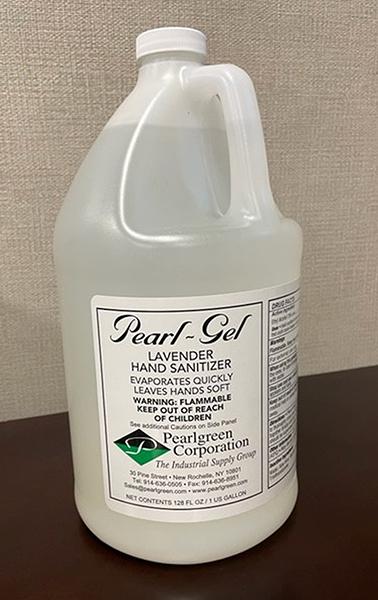 Pearl ~ Gel
LAVENDER
HAND SANITIZER
EVAPORATES QUICKLY
LEAVES HANDS SOFT
WARNING: FLAMMABLE
KEEP OUT OF REACH
OF CHILDREN
See additional Cautions on Side Panel
Pearlgreen
Corporation
The Industrial Supply Group
30 Pine Street • New Rochelle, NY 10801
Tel: 914-636-0505 • Fax: 914-636-8951
Sales@pearlgreen.com • www.pearlgreen.com
NET CONTENTS 128 FL OZ / 1 US GALLON
DRUG FACTS
Warnings